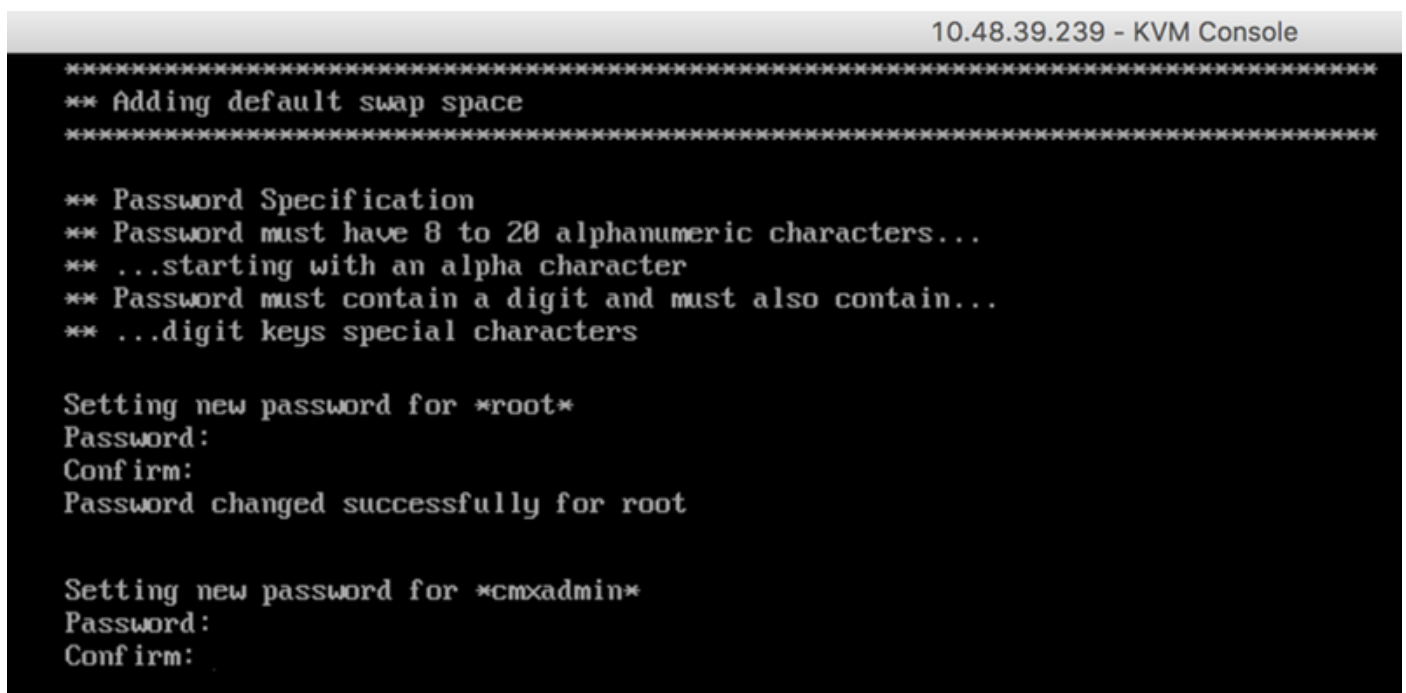 10.48.39.239 - KVM Console
********************************************************************************
** Adding default swap space
********************************************************************************
** Password Specification
** Password must have 8 to 20 alphanumeric characters...
** ...starting with an alpha character
** Password must contain a digit and must also contain...
** ...digit keys special characters
Setting new password for *root*
Password:
Confirm:
Password changed successfully for root
Setting new password for *cmxadmin*
Password:
Confirm: